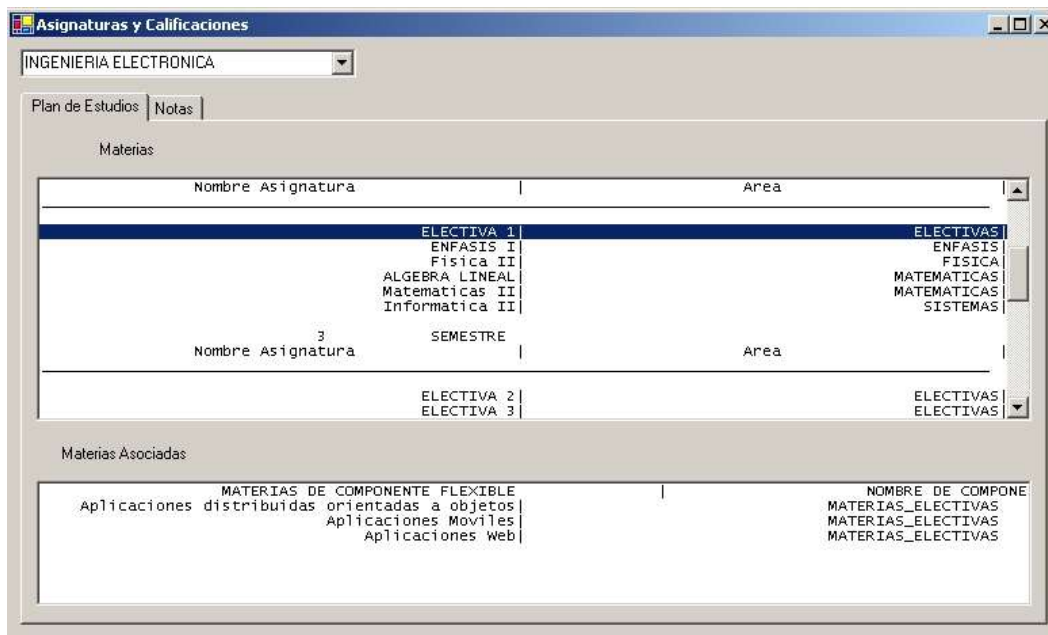 Asignaturas y Calificaciones
INGENIERIA ELECTRONICA
Plan de Estudios Notas
Materias
Nombre Asignatura | Area |
ELECTIVA 1| ELECTIVAS|
ENFASIS I| ENFASIS|
Fisica II| FISICA|
ALGEBRA LINEAL| MATEMATICAS|
Matematicas II| MATEMATICAS|
Informatica II| SISTEMAS|
3 SEMESTRE
Nombre Asignatura | Area |
ELECTIVA 2| ELECTIVAS|
ELECTIVA 3| ELECTIVAS|
Materias Asociadas
MATERIAS DE COMPONENTE FLEXIBLE | NOMBRE DE COMPONE
Aplicaciones distribuidas orientadas a objetos| MATERIAS_ELECTIVAS
Aplicaciones Moviles| MATERIAS_ELECTIVAS
Aplicaciones Web| MATERIAS_ELECTIVAS